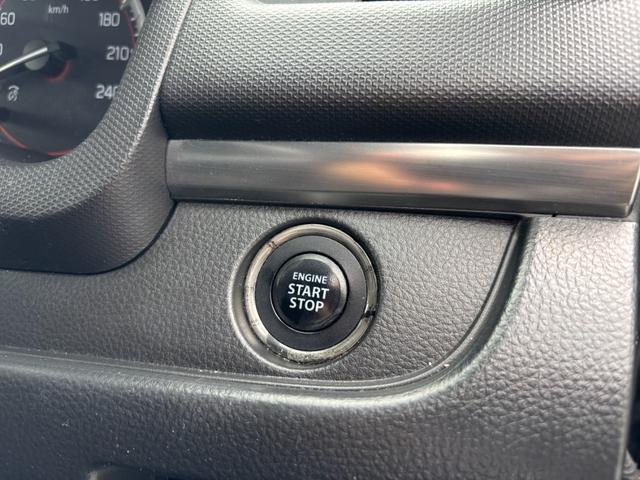 60
km/h
180
210
240
ENGINE
START
STOP